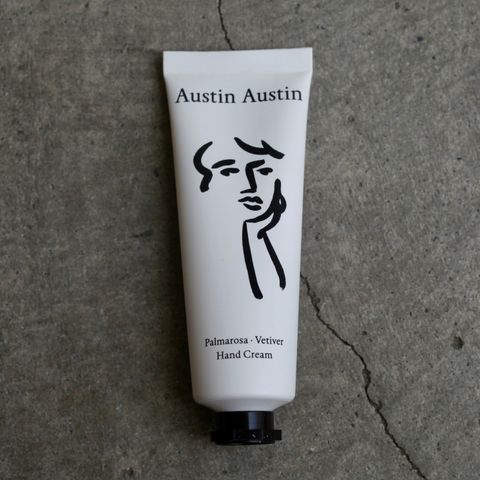 Austin Austin
Palmarosa · Vetiver
Hand Cream